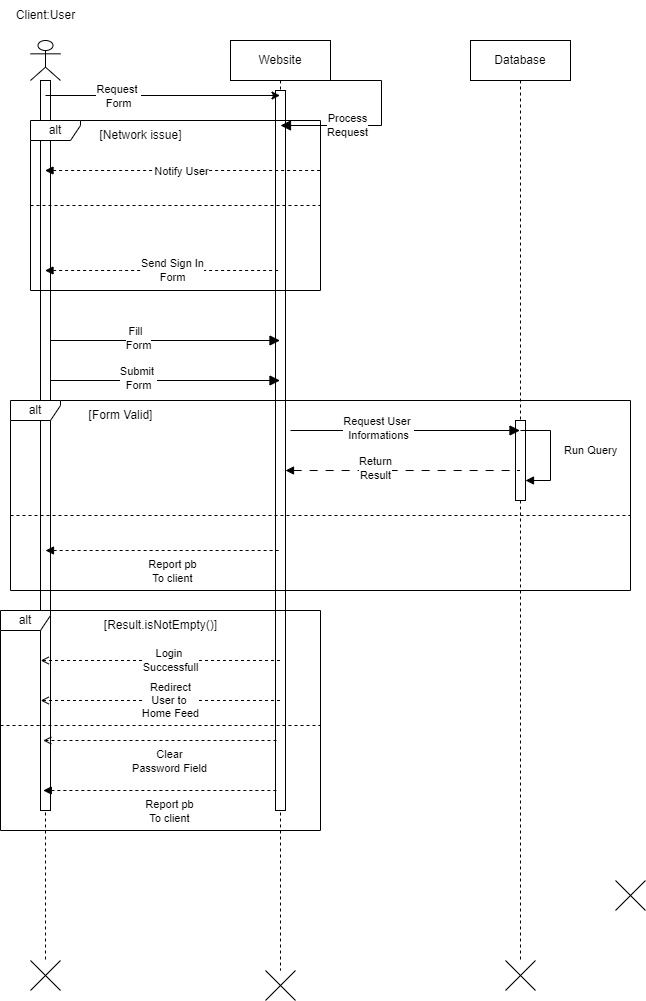 Client:User
Website
Database
Request
Form
Process
Request
alt
[Network issue]
Notify User
Send Sign In
Form
Fill
Form
Submit
Form
alt
[Form Valid]
Request User
Informations
Run Query
Return
Result
Report pb
To client
alt
[Result.isNotEmpty()]
Login
Successfull
Redirect
User to
Home Feed
Clear
Password Field
Report pb
To client